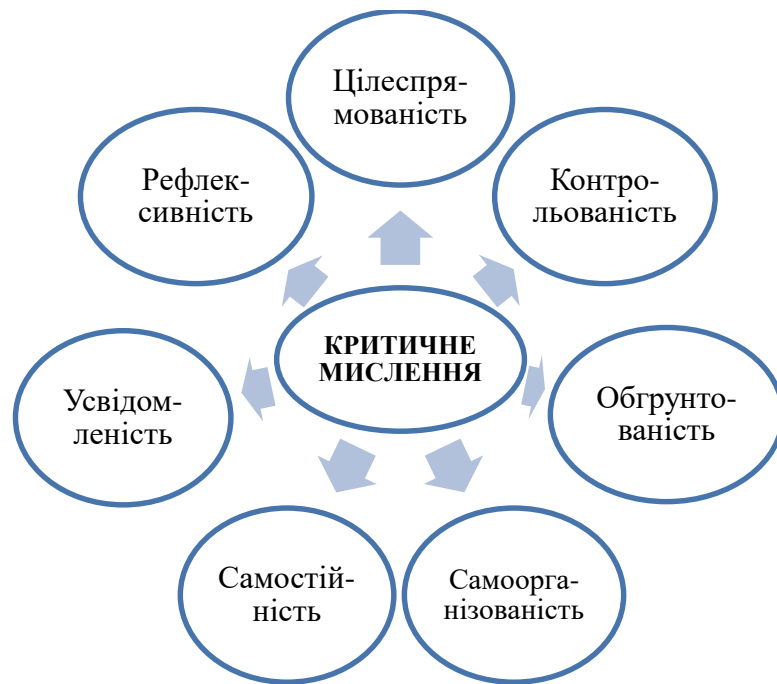 Цілеспря-
мованість
Рефлек-
сивність
Контро-
льованість
КРИТИЧНЕ
МИСЛЕННЯ
Усвідом-
леність
Обгрунто-
ваність
Самостій-
ність
Самоорга-
нізованість